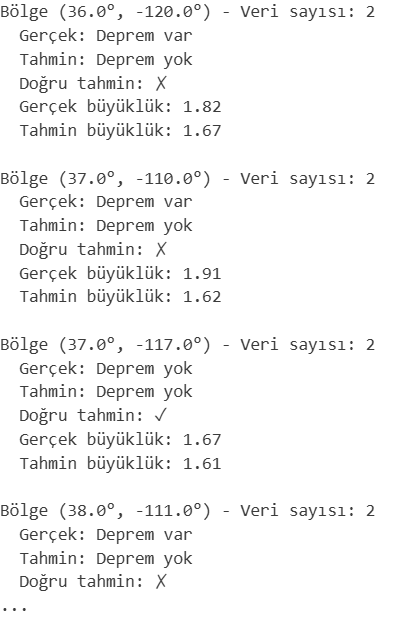 Bölge (36.0°, -120.0°) - Veri sayısı: 2
Gerçek: Deprem var
Tahmin: Deprem yok
Doğru tahmin: ✗
Gerçek büyüklük: 1.82
Tahmin büyüklük: 1.67
Bölge (37.0°, -110.0°) - Veri sayısı: 2
Gerçek: Deprem var
Tahmin: Deprem yok
Doğru tahmin: ✗
Gerçek büyüklük: 1.91
Tahmin büyüklük: 1.62
Bölge (37.0°, -117.0°) - Veri sayısı: 2
Gerçek: Deprem yok
Tahmin: Deprem yok
Doğru tahmin: ✓
Gerçek büyüklük: 1.67
Tahmin büyüklük: 1.61
Bölge (38.0°, -111.0°) - Veri sayısı: 2
Gerçek: Deprem var
Tahmin: Deprem yok
Doğru tahmin: ✗
...